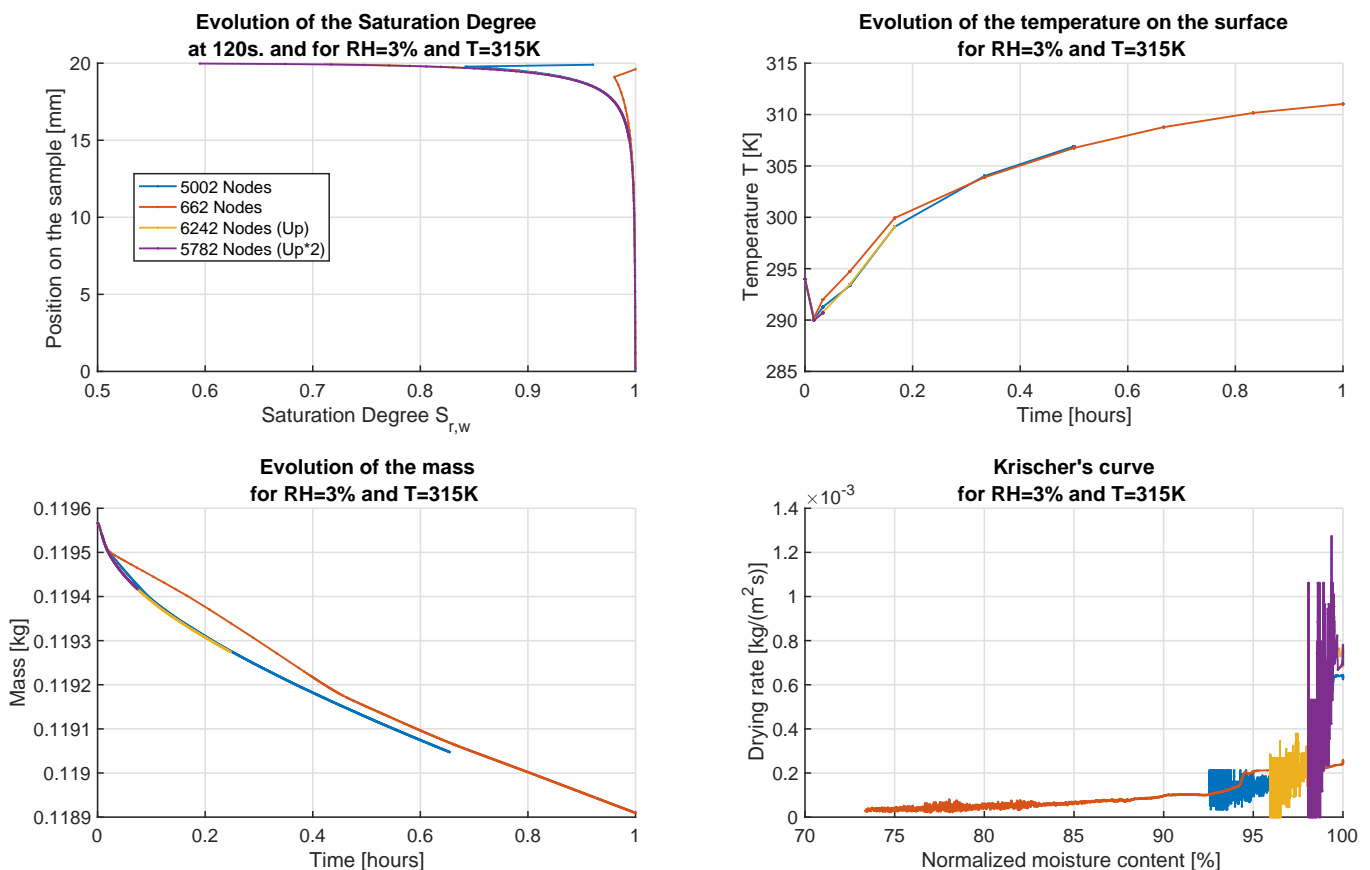 Evolution of the Saturation Degree
at 120s. and for RH=3% and T=315K
20
15
10
5
0
Position on the sample [mm]
5002 Nodes
662 Nodes
6242 Nodes (Up)
5782 Nodes (Up*2)
0.5 0.6 0.7 0.8 0.9 1
Saturation Degree S_{r,w}
Evolution of the temperature on the surface
for RH=3% and T=315K
315
310
305
300
295
290
285
Temperature T [K]
0 0.2 0.4 0.6 0.8 1
Time [hours]
Evolution of the mass
for RH=3% and T=315K
0.1196
0.1195
0.1194
0.1193
0.1192
0.1191
0.119
0.1189
Mass [kg]
0 0.2 0.4 0.6 0.8 1
Time [hours]
Krischer's curve
for RH=3% and T=315K
×10⁻³
1.4
1.2
1
0.8
0.6
0.4
0.2
0
Drying rate [kg/(m² s)]
70 75 80 85 90 95 100
Normalized moisture content [%]